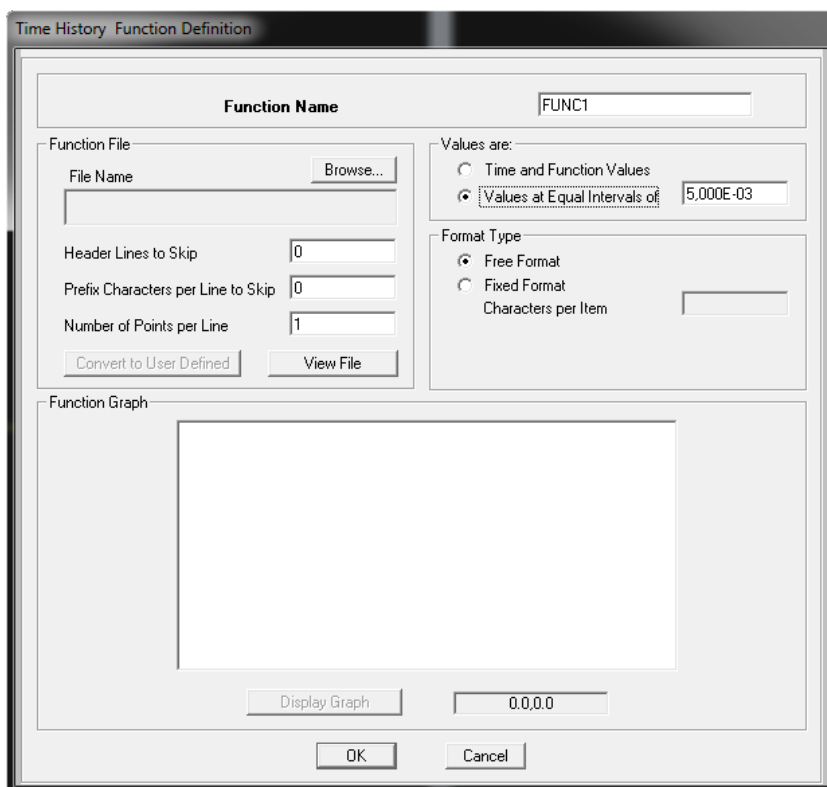 Time History Function Definition
Function Name
FUNC1
Function File
File Name
Browse...
Header Lines to Skip
0
Prefix Characters per Line to Skip
0
Number of Points per Line
1
Convert to User Defined
View File
Values are:
Time and Function Values
Values at Equal Intervals of
5,000E-03
Format Type
Free Format
Fixed Format
Characters per Item
Function Graph
Display Graph
0.0,0.0
OK
Cancel